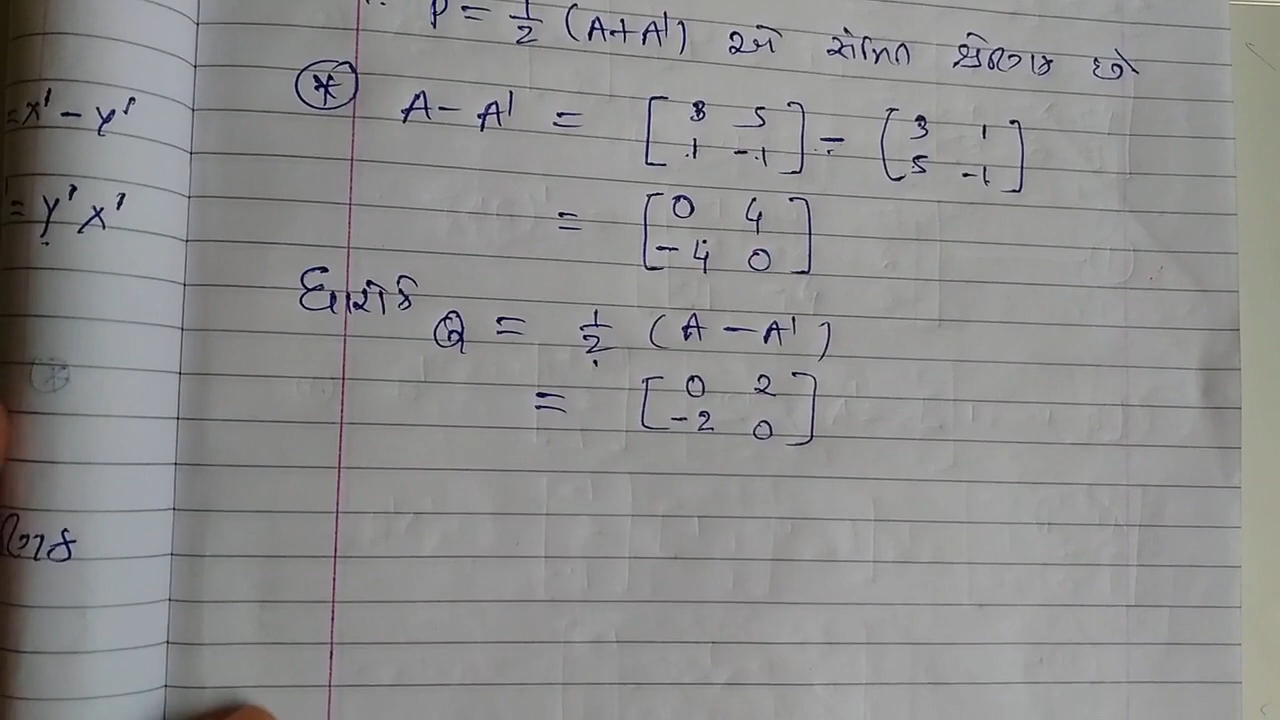 P = 1/2 (A+A') એ સંમિત શ્રેણિક છે
=x' - y'
* A - A' = [3 5; 1 -1] - [3 1; 5 -1]
= y' x'
= [0 4; -4 0]
ધારોકે
Q = 1/2 (A - A')
= [0 2; -2 0]